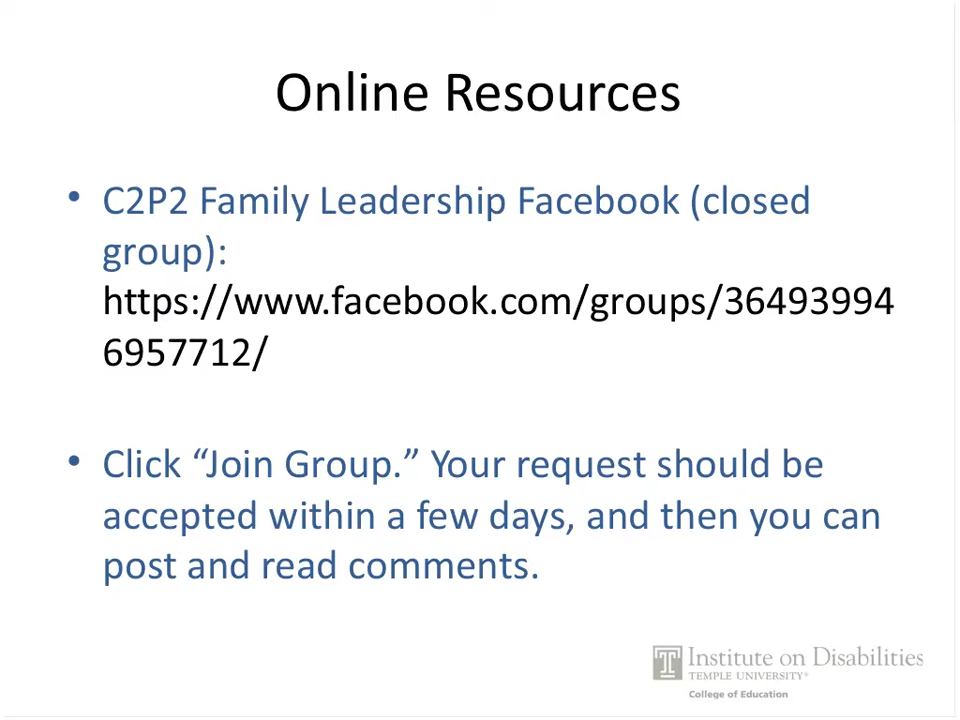 Online Resources
• C2P2 Family Leadership Facebook (closed
group):
https://www.facebook.com/groups/36493994
6957712/
• Click “Join Group.” Your request should be
accepted within a few days, and then you can
post and read comments.
Institute on Disabilities
TEMPLE UNIVERSITY®
College of Education